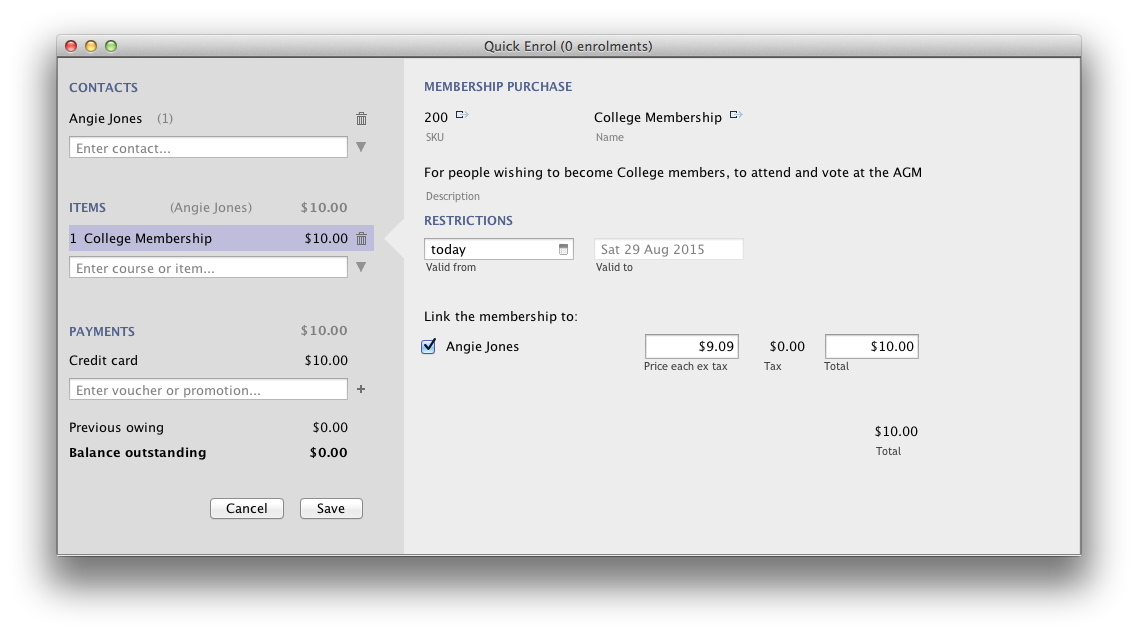 Quick Enrol (0 enrolments)
CONTACTS
Angie Jones (1)
Enter contact...
ITEMS (Angie Jones) $10.00
1 College Membership $10.00
Enter course or item...
PAYMENTS $10.00
Credit card $10.00
Enter voucher or promotion...
Previous owing $0.00
Balance outstanding $0.00
Cancel Save
MEMBERSHIP PURCHASE
200 College Membership
SKU Name
For people wishing to become College members, to attend and vote at the AGM
Description
RESTRICTIONS
today Sat 29 Aug 2015
Valid from Valid to
Link the membership to:
Angie Jones $9.09 $0.00 $10.00
Price each ex tax Tax Total
$10.00
Total